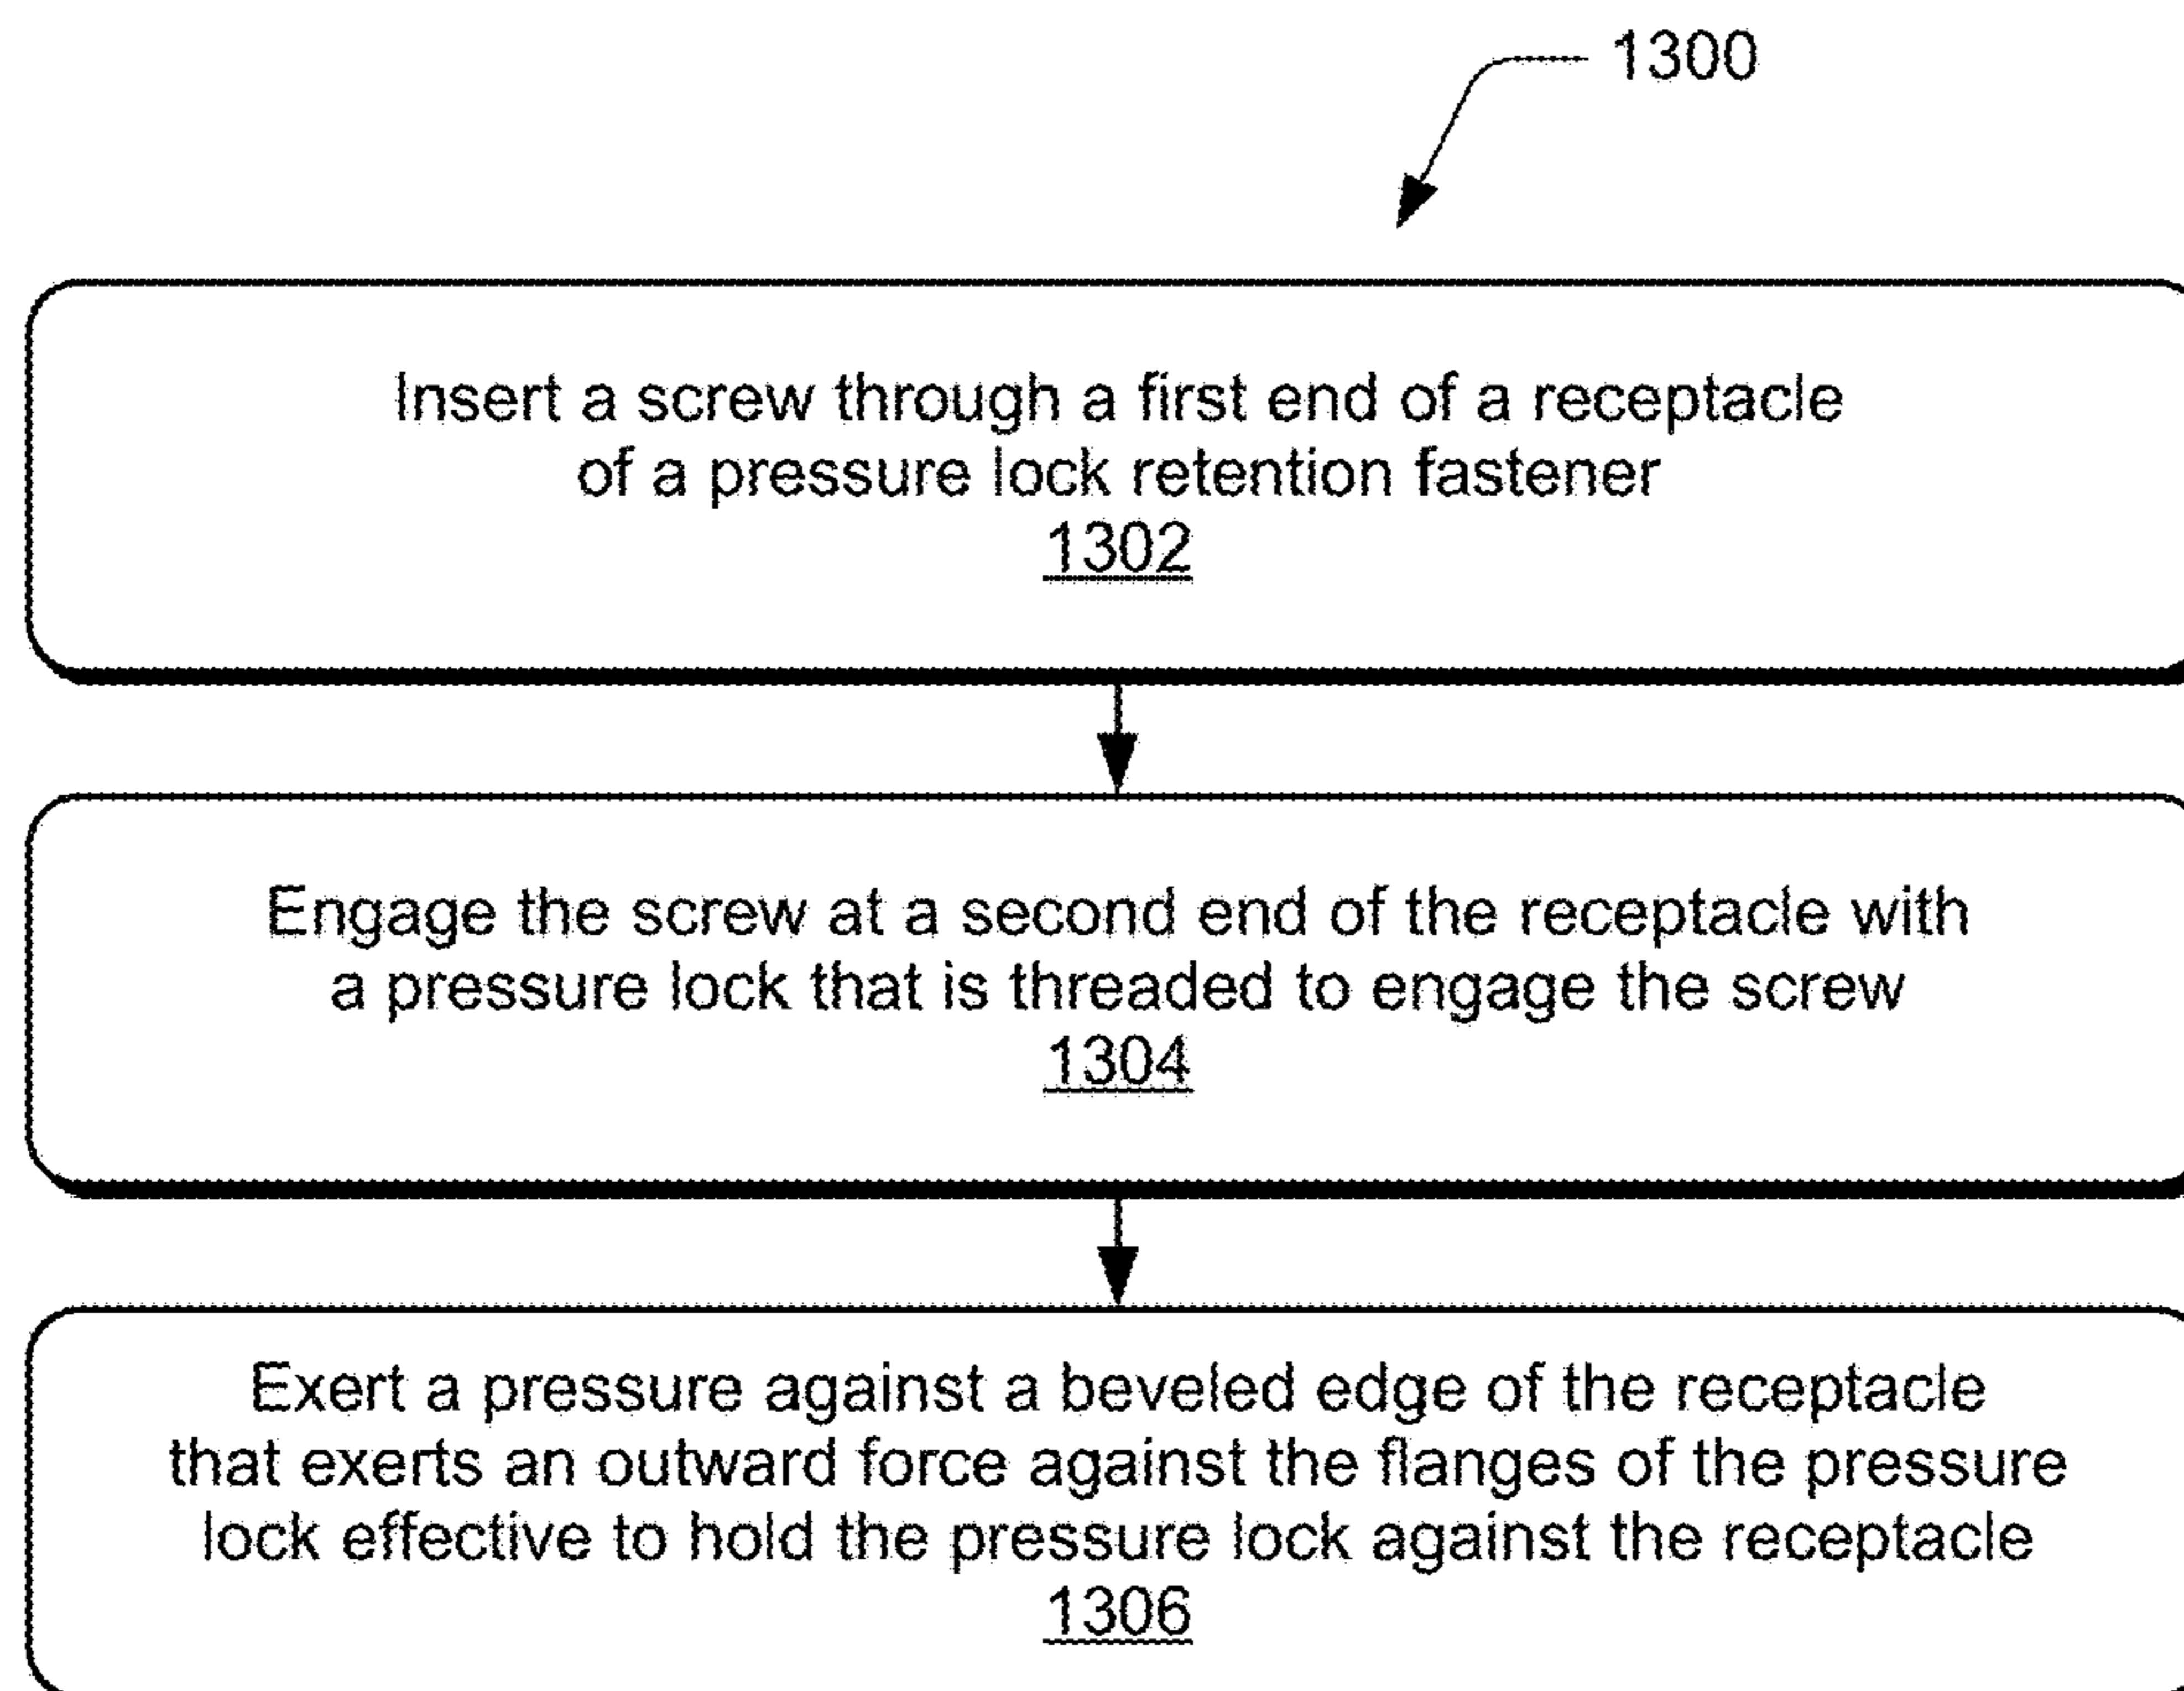 1300
Insert a screw through a first end of a receptacle
of a pressure lock retention fastener
1302
Engage the screw at a second end of the receptacle with
a pressure lock that is threaded to engage the screw
1304
Exert a pressure against a beveled edge of the receptacle
that exerts an outward force against the flanges of the pressure
lock effective to hold the pressure lock against the receptacle
1306